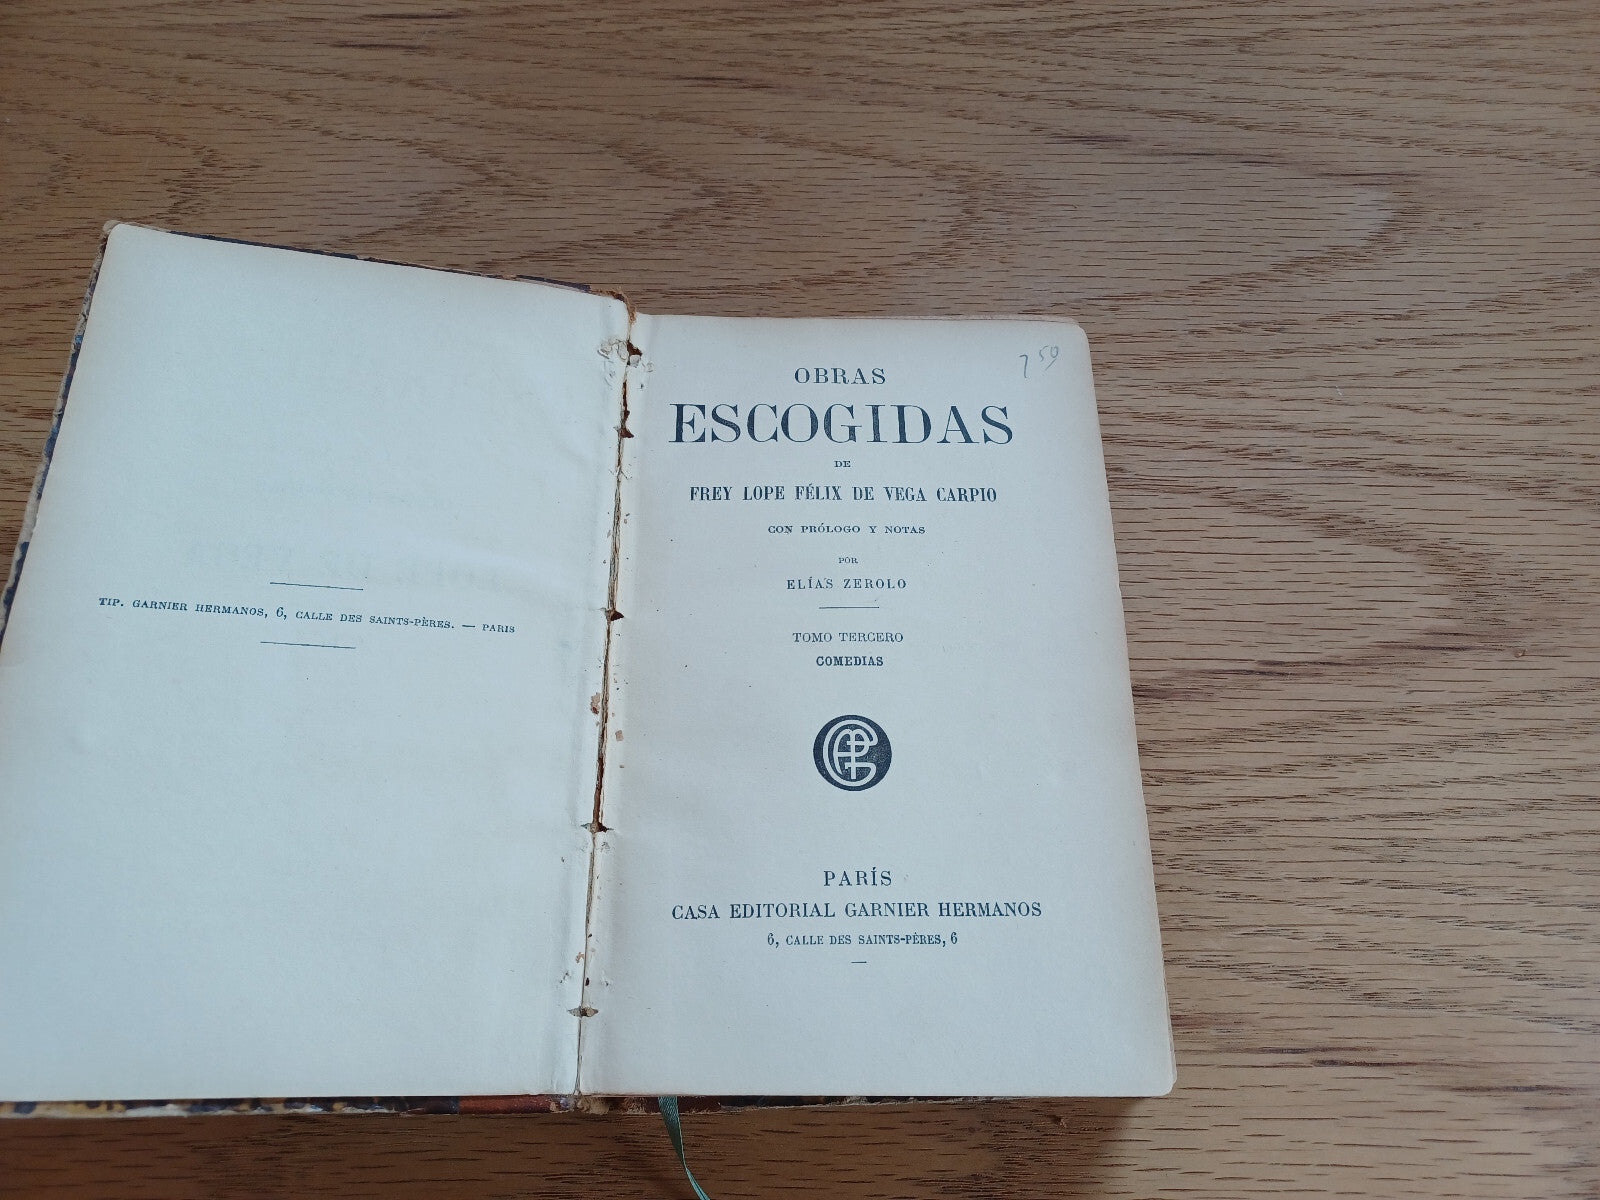 TIP. GARNIER HERMANOS, 6, CALLE DES SAINTS-PÈRES. — PARIS
7 50
OBRAS
ESCOGIDAS
DE
FREY LOPE FÉLIX DE VEGA CARPIO
CON PRÓLOGO Y NOTAS
POR
ELÍAS ZEROLO
TOMO TERCERO
COMEDIAS
PARÍS
CASA EDITORIAL GARNIER HERMANOS
6, CALLE DES SAINTS-PÈRES, 6